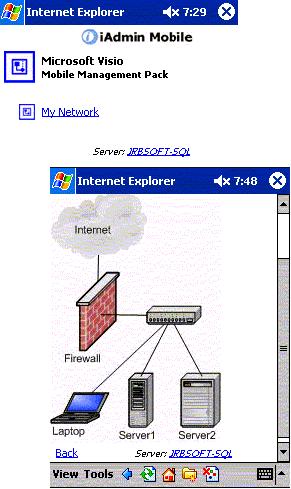 Internet Explorer 7:29
iAdmin Mobile
Microsoft Visio
Mobile Management Pack
My Network
Server: JRBSOFT-SQL
Internet Explorer 7:48
Internet
Firewall
Laptop Server1 Server2
Back Server: JRBSOFT-SQL
View Tools